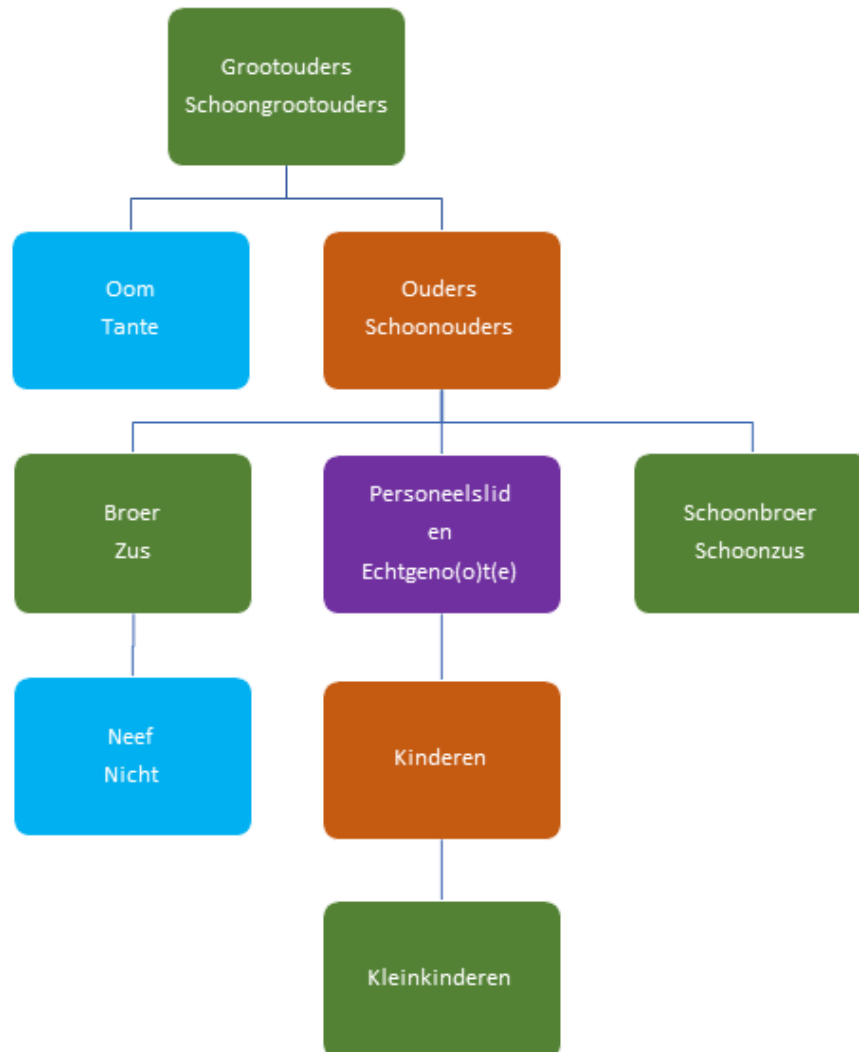 Grootouders
Schoongrootouders
Oom
Tante
Ouders
Schoonouders
Broer
Zus
Personeelslid
en
Echtgeno(o)t(e)
Schoonbroer
Schoonzus
Neef
Nicht
Kinderen
Kleinkinderen